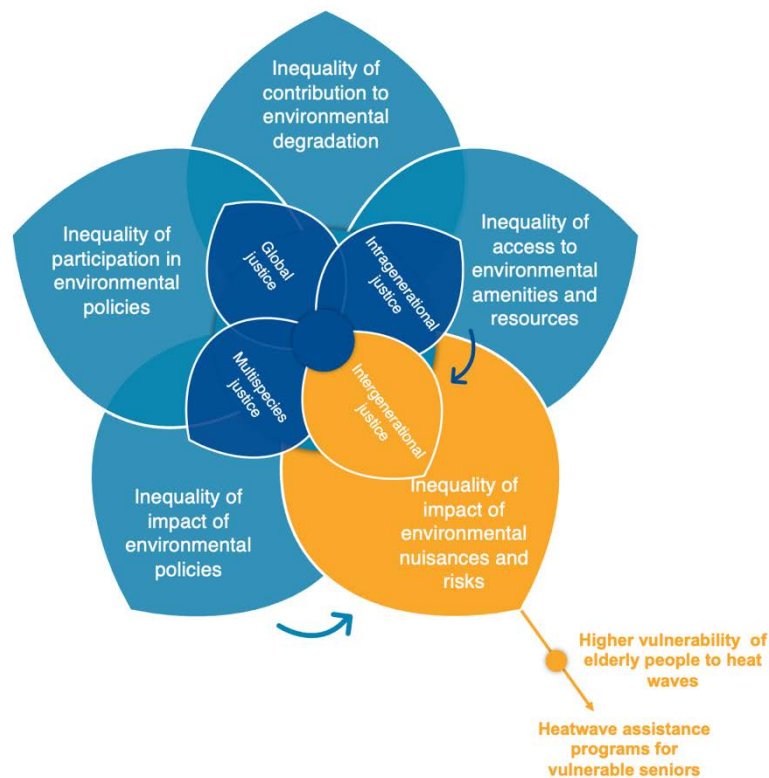 Inequality of
contribution to
environmental
degradation
Inequality of
participation in
environmental
policies
Global
justice
Intragenerational
justice
Inequality of
access to
environmental
amenities and
resources
Multispecies
justice
Intergenerational
justice
Inequality of
impact of
environmental
policies
Inequality of
impact of
environmental
nuisances and
risks
Higher vulnerability of
elderly people to heat
waves
Heatwave assistance
programs for
vulnerable seniors